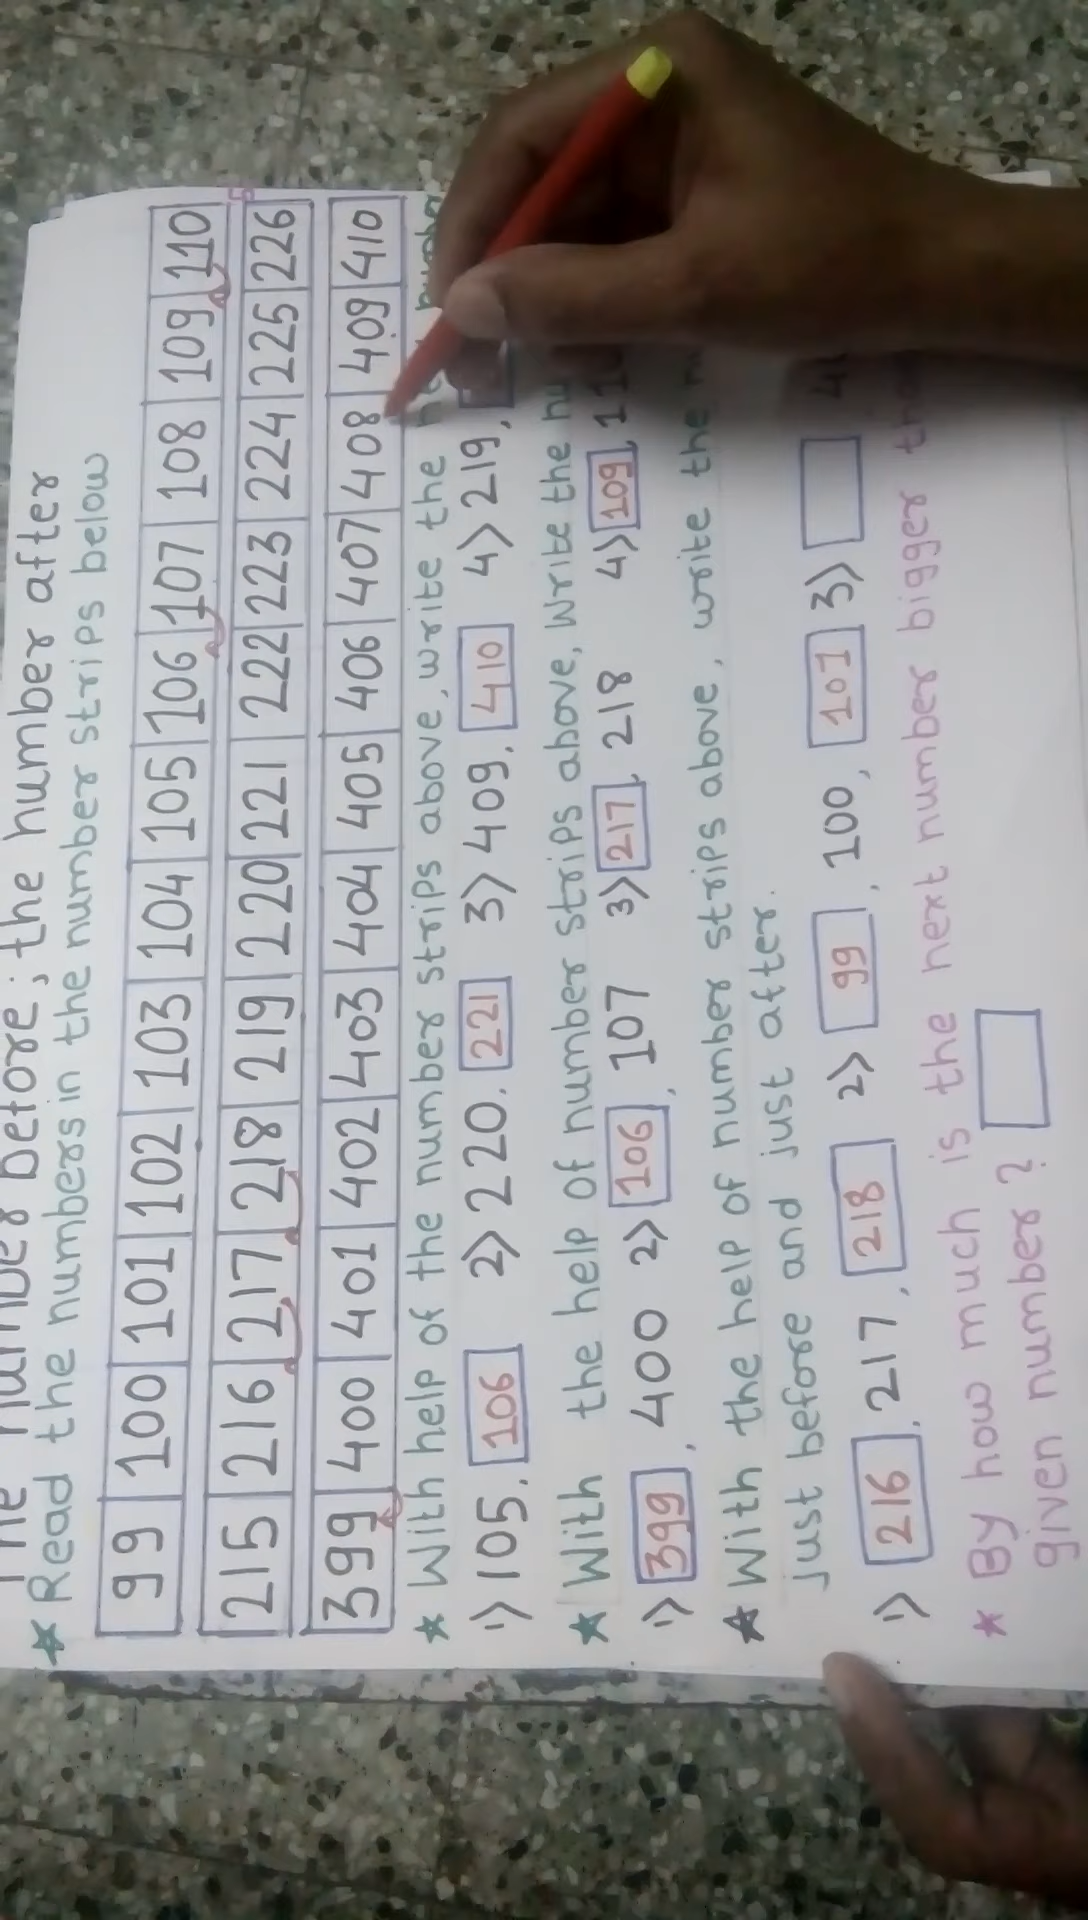 before; the number after
★ Read the numbers in the number strips below
99 100 101 102 103 104 105 106 107 108 109 110
215 216 217 218 219 220 221 222 223 224 225 226
399 400 401 402 403 404 405 406 407 408 409 410
★ With help of the number strips above, write the number
1) 105, 106 2) 220, 221 3) 409, 410 4) 219,
★ With the help of number strips above, Write the
1) 399, 400 2) 106, 107 3) 217, 218 4) 109,
★ With the help of number strips above, write the
just before and just after.
1) 216, 217, 218 2) 99, 100, 101 3)
★ By how much is the next number bigger
given number ?